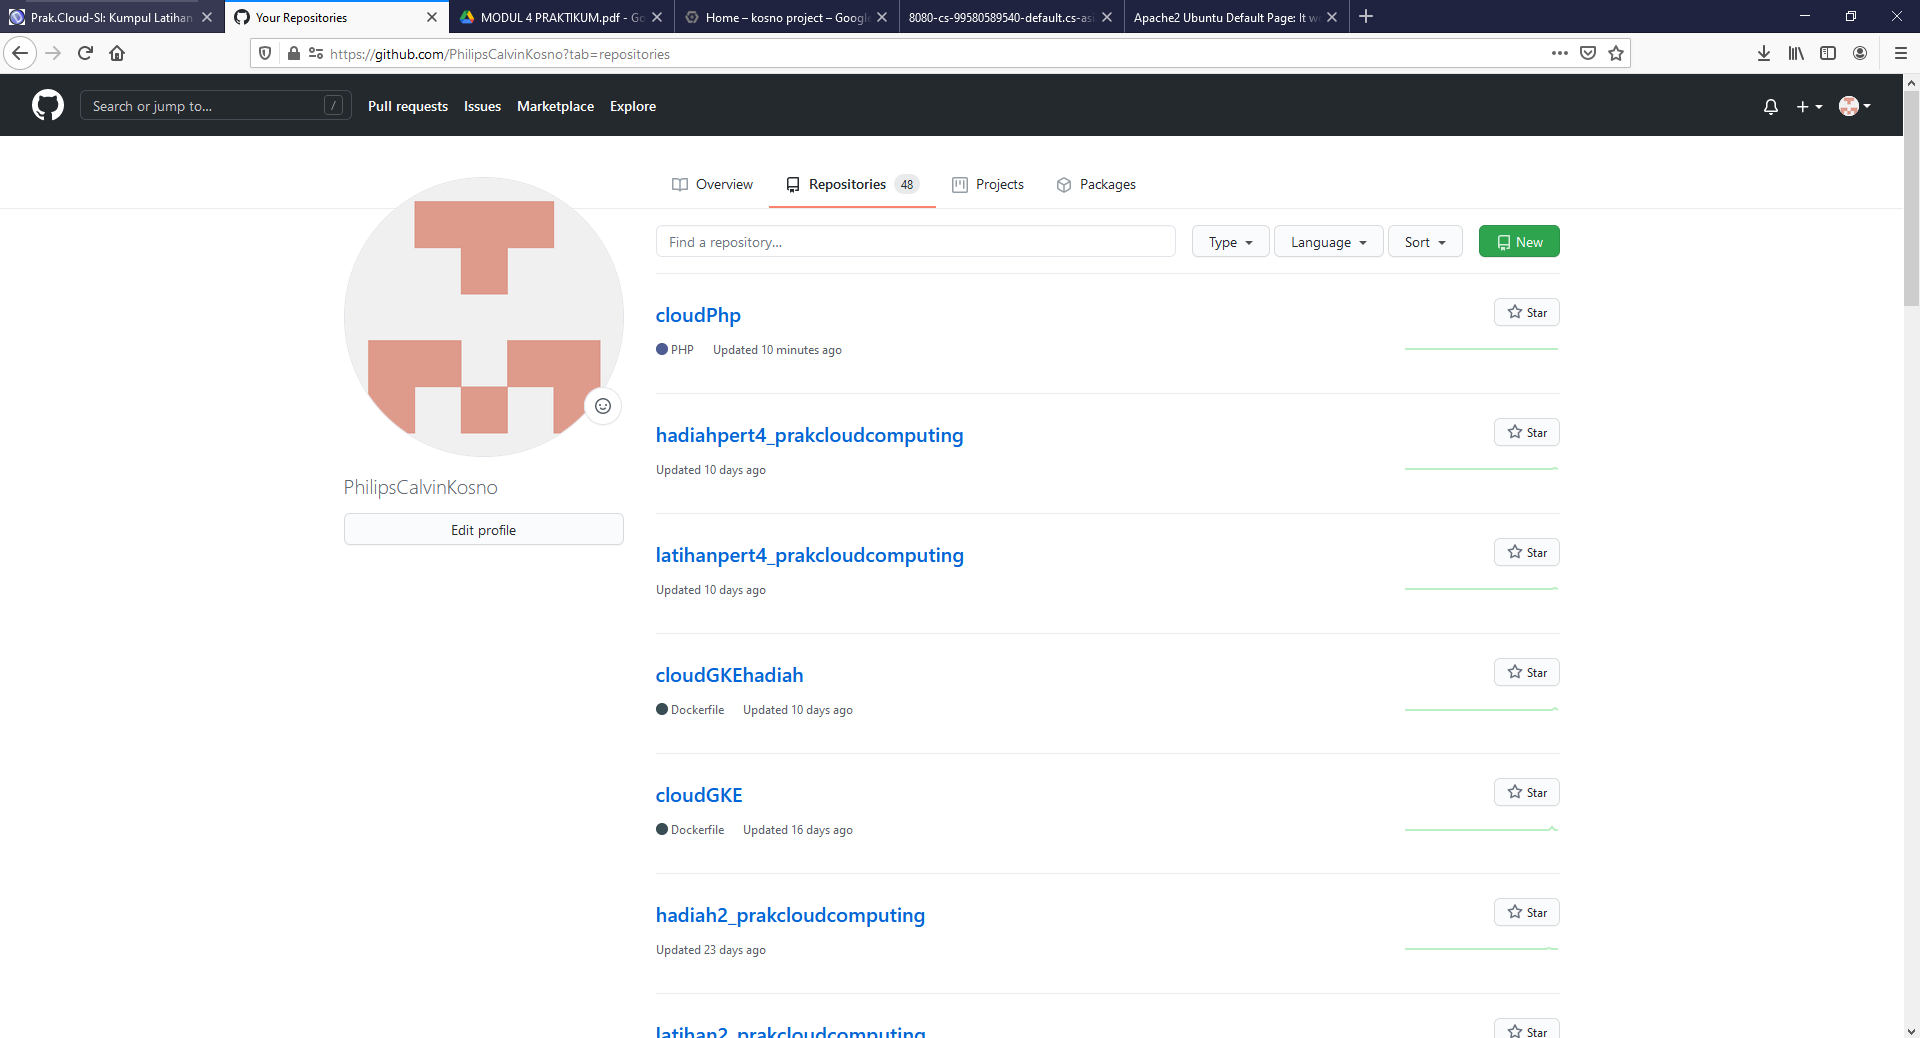 Prak.Cloud-SI: Kumpul Latihan
Your Repositories
MODUL 4 PRAKTIKUM.pdf - Go
Home – kosno project – Google
8080-cs-99580589540-default.cs-as
Apache2 Ubuntu Default Page: It w
https://github.com/PhilipsCalvinKosno?tab=repositories
Search or jump to...
/
Pull requests
Issues
Marketplace
Explore
Overview
Repositories 48
Projects
Packages
Find a repository...
Type
Language
Sort
New
cloudPhp
Star
PHP Updated 10 minutes ago
hadiahpert4_prakcloudcomputing
Star
Updated 10 days ago
PhilipsCalvinKosno
Edit profile
latihanpert4_prakcloudcomputing
Star
Updated 10 days ago
cloudGKEhadiah
Star
Dockerfile Updated 10 days ago
cloudGKE
Star
Dockerfile Updated 16 days ago
hadiah2_prakcloudcomputing
Star
Updated 23 days ago
latihan2_prakcloudcomputing
Star